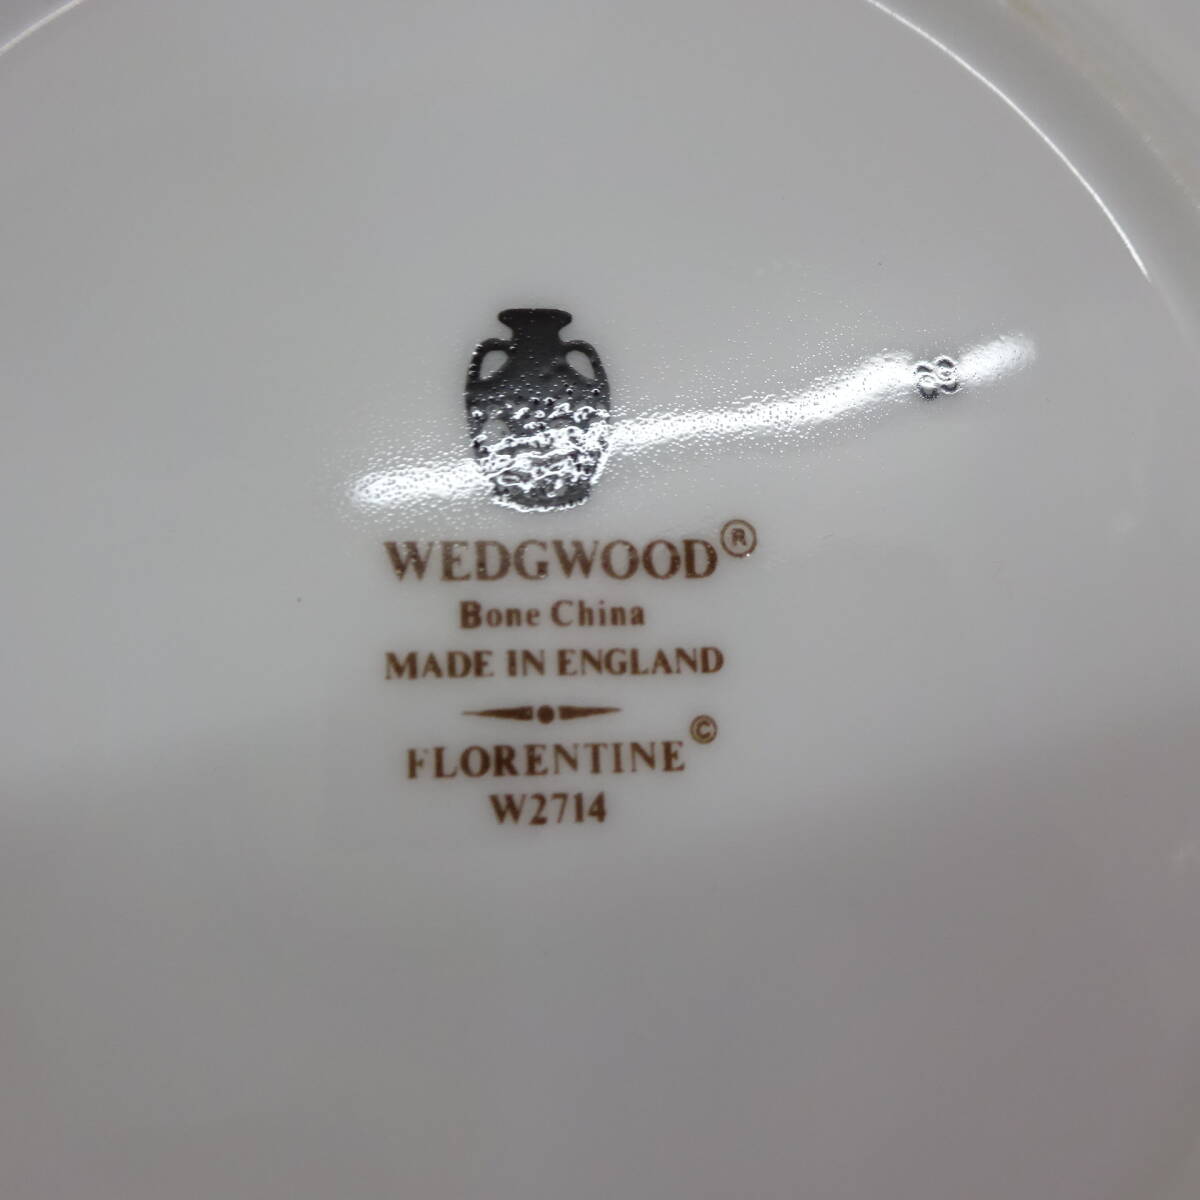 WEDGWOOD®
Bone China
MADE IN ENGLAND
FLORENTINE©
W2714